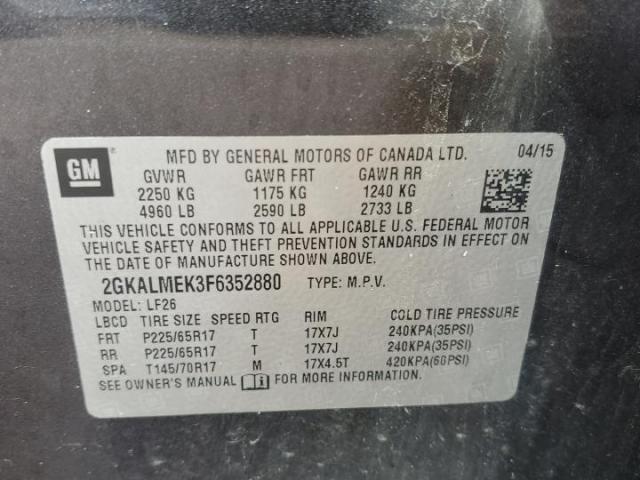 GM
MFD BY GENERAL MOTORS OF CANADA LTD. 04/15
GVWR GAWR FRT GAWR RR
2250 KG 1175 KG 1240 KG
4960 LB 2590 LB 2733 LB
THIS VEHICLE CONFORMS TO ALL APPLICABLE U.S. FEDERAL MOTOR
VEHICLE SAFETY AND THEFT PREVENTION STANDARDS IN EFFECT ON
THE DATE OF MANUFACTURE SHOWN ABOVE.
2GKALMEK3F6352880 TYPE: M.P.V.
MODEL: LF26
LBCD TIRE SIZE SPEED RTG RIM COLD TIRE PRESSURE
FRT P225/65R17 T 17X7J 240KPA(35PSI)
RR P225/65R17 T 17X7J 240KPA(35PSI)
SPA T145/70R17 M 17X4.5T 420KPA(60PSI)
SEE OWNER'S MANUAL FOR MORE INFORMATION.